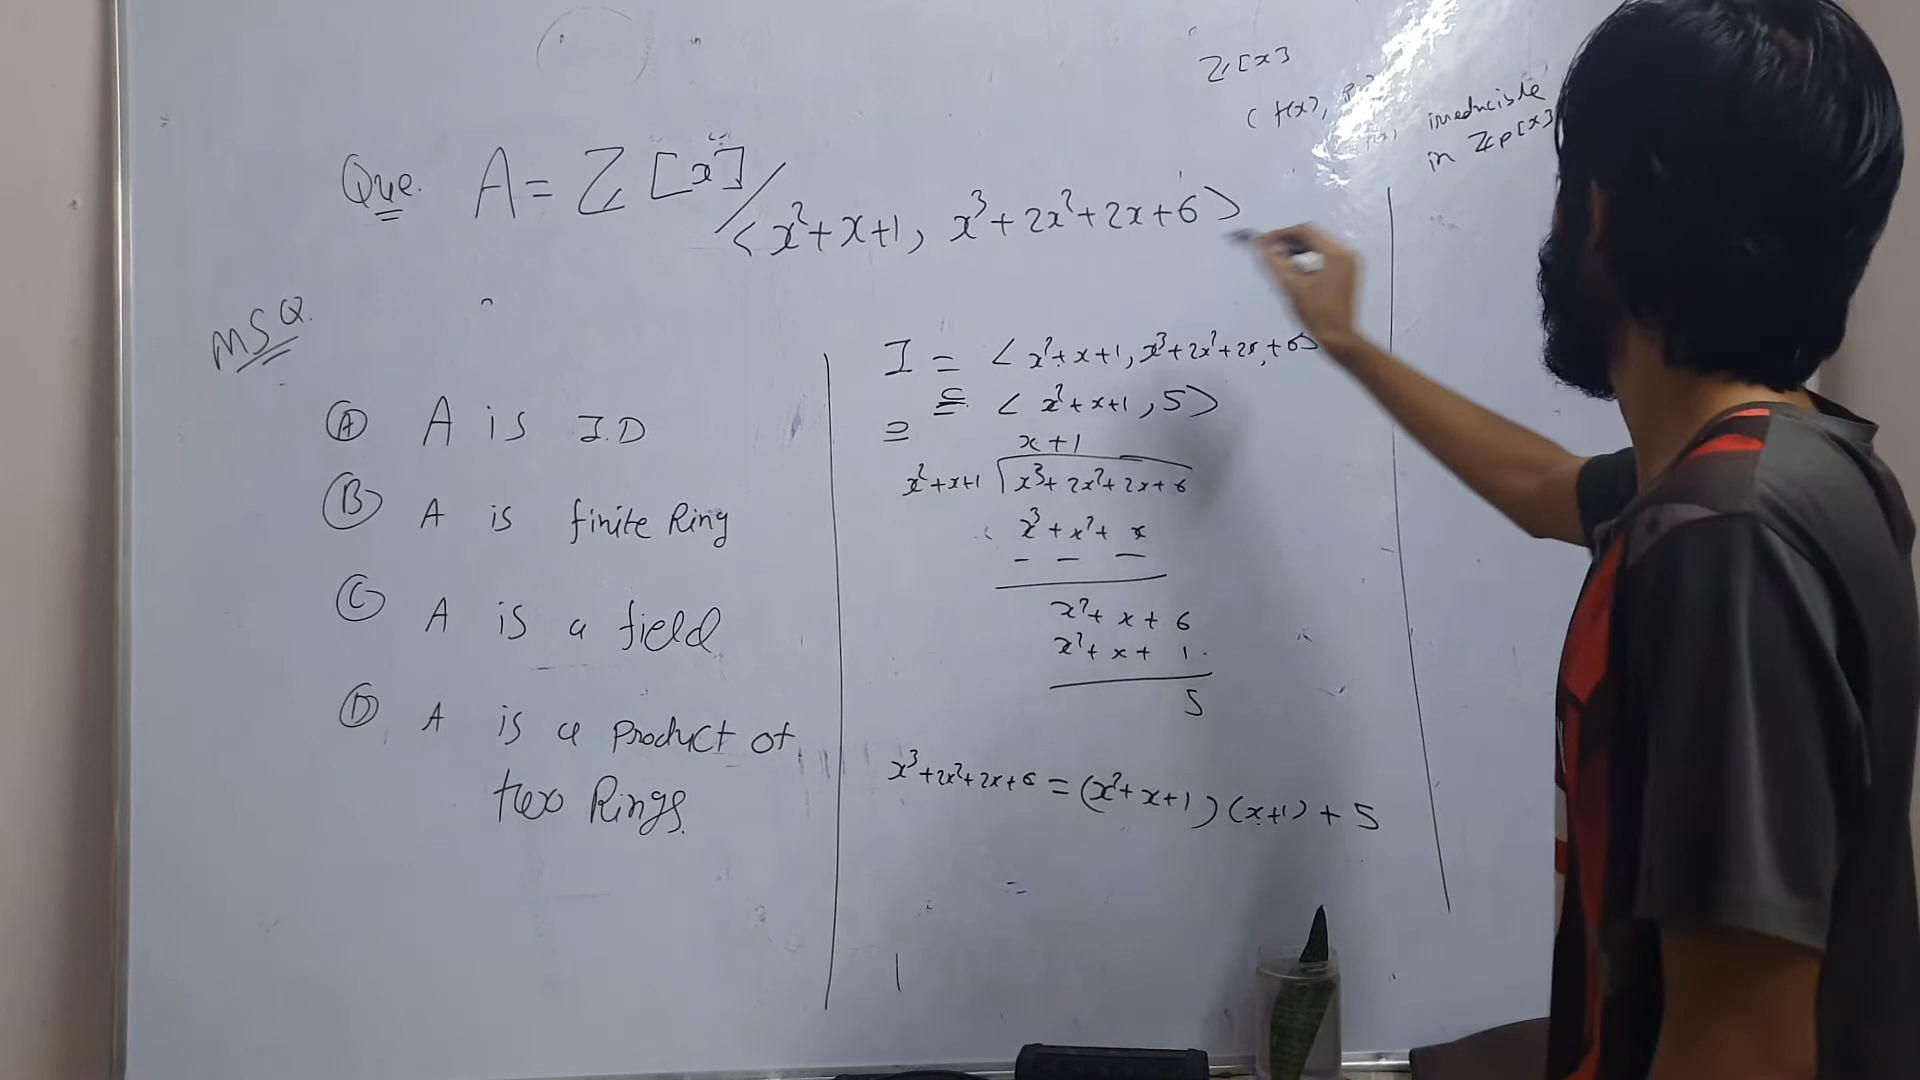 Z[x]
( f(x), P
irreducible
in Zp[x]
Que. A = Z[x]/
< x²+x+1, x³+2x²+2x+6 >
MSQ.
(A) A is I.D
(B) A is finite Ring
(C) A is a field
(D) A is a product of
two Rings.
I = < x²+x+1, x³+2x²+2x+6>
⊆ < x²+x+1, 5>
⊇
x+1
x²+x+1 ) x³+2x²+2x+6
x³+x²+x
- - -
x²+x+6
x²+x+1.
5
x³+2x²+2x+6 = (x²+x+1)(x+1)+5
=